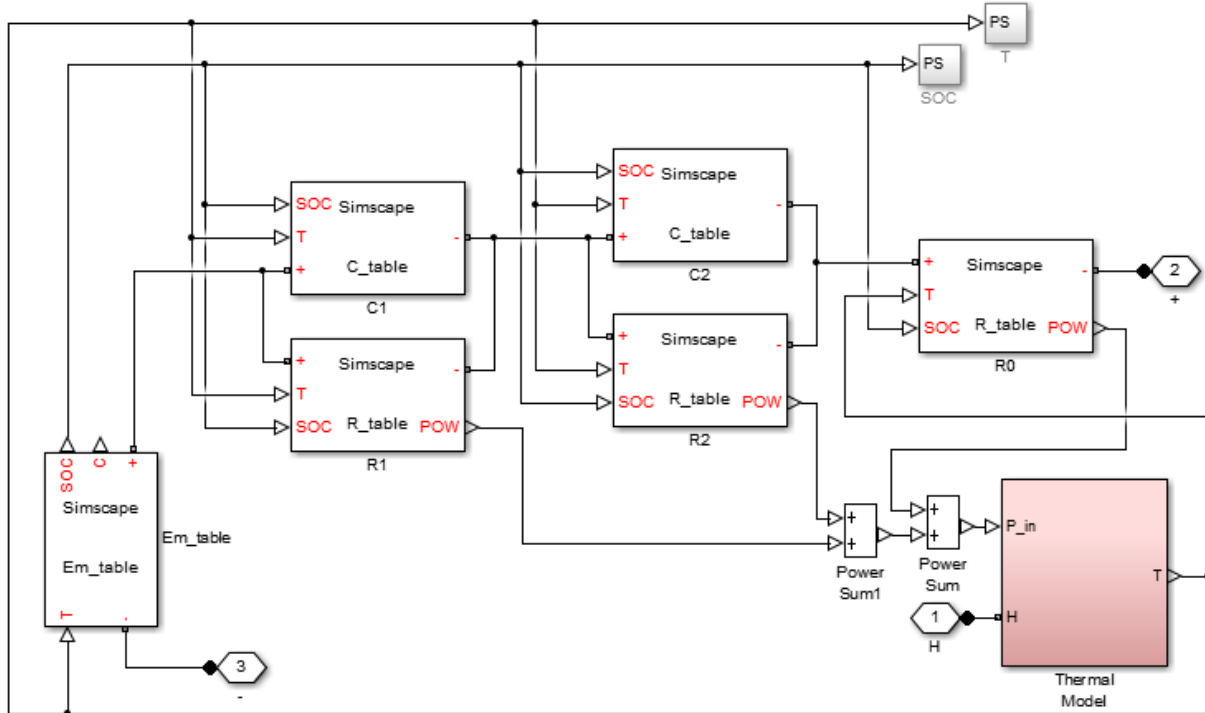 PS
T
PS
SOC
SOC Simscape
T -
+ C_table
C1
SOC Simscape
T -
+ C_table
C2
+ Simscape -
T
SOC R_table POW
R0
2
+
+ Simscape -
T
SOC R_table POW
R1
+ Simscape -
T
SOC R_table POW
R2
SOC C +
Simscape
Em_table
T -
Em_table
+
+
Power
Sum1
+
+
Power
Sum
P_in
T
H
Thermal
Model
1
H
3
-